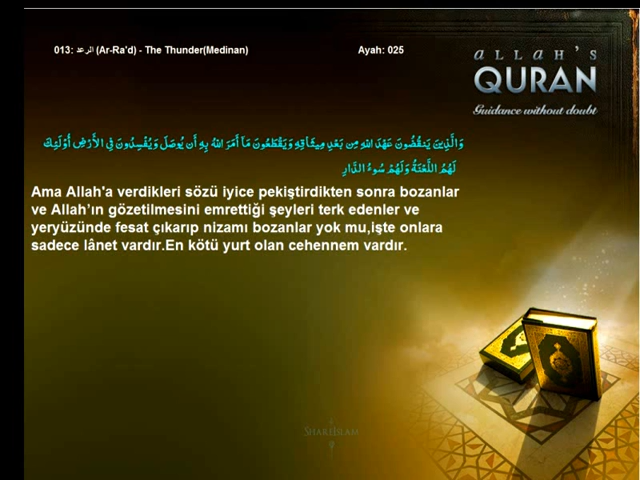 013: الرعد (Ar-Ra'd) - The Thunder(Medinan) Ayah: 025
ALLAH'S
QURAN
Guidance without doubt
وَالَّذِينَ يَنقُضُونَ عَهْدَ اللّهِ مِن بَعْدِ مِيثَاقِهِ وَيَقْطَعُونَ مَآ أَمَرَ اللّهُ بِهِ أَن يُوصَلَ وَيُفْسِدُونَ فِي الأَرْضِ أُوْلَئِكَ
لَهُمُ اللَّعْنَةُ وَلَهُمْ سُوءُ الدَّارِ
Ama Allah'a verdikleri sözü iyice pekiştirdikten sonra bozanlar
ve Allah’ın gözetilmesini emrettiği şeyleri terk edenler ve
yeryüzünde fesat çıkarıp nizamı bozanlar yok mu,işte onlara
sadece lânet vardır.En kötü yurt olan cehennem vardır.
SHAREISLAM